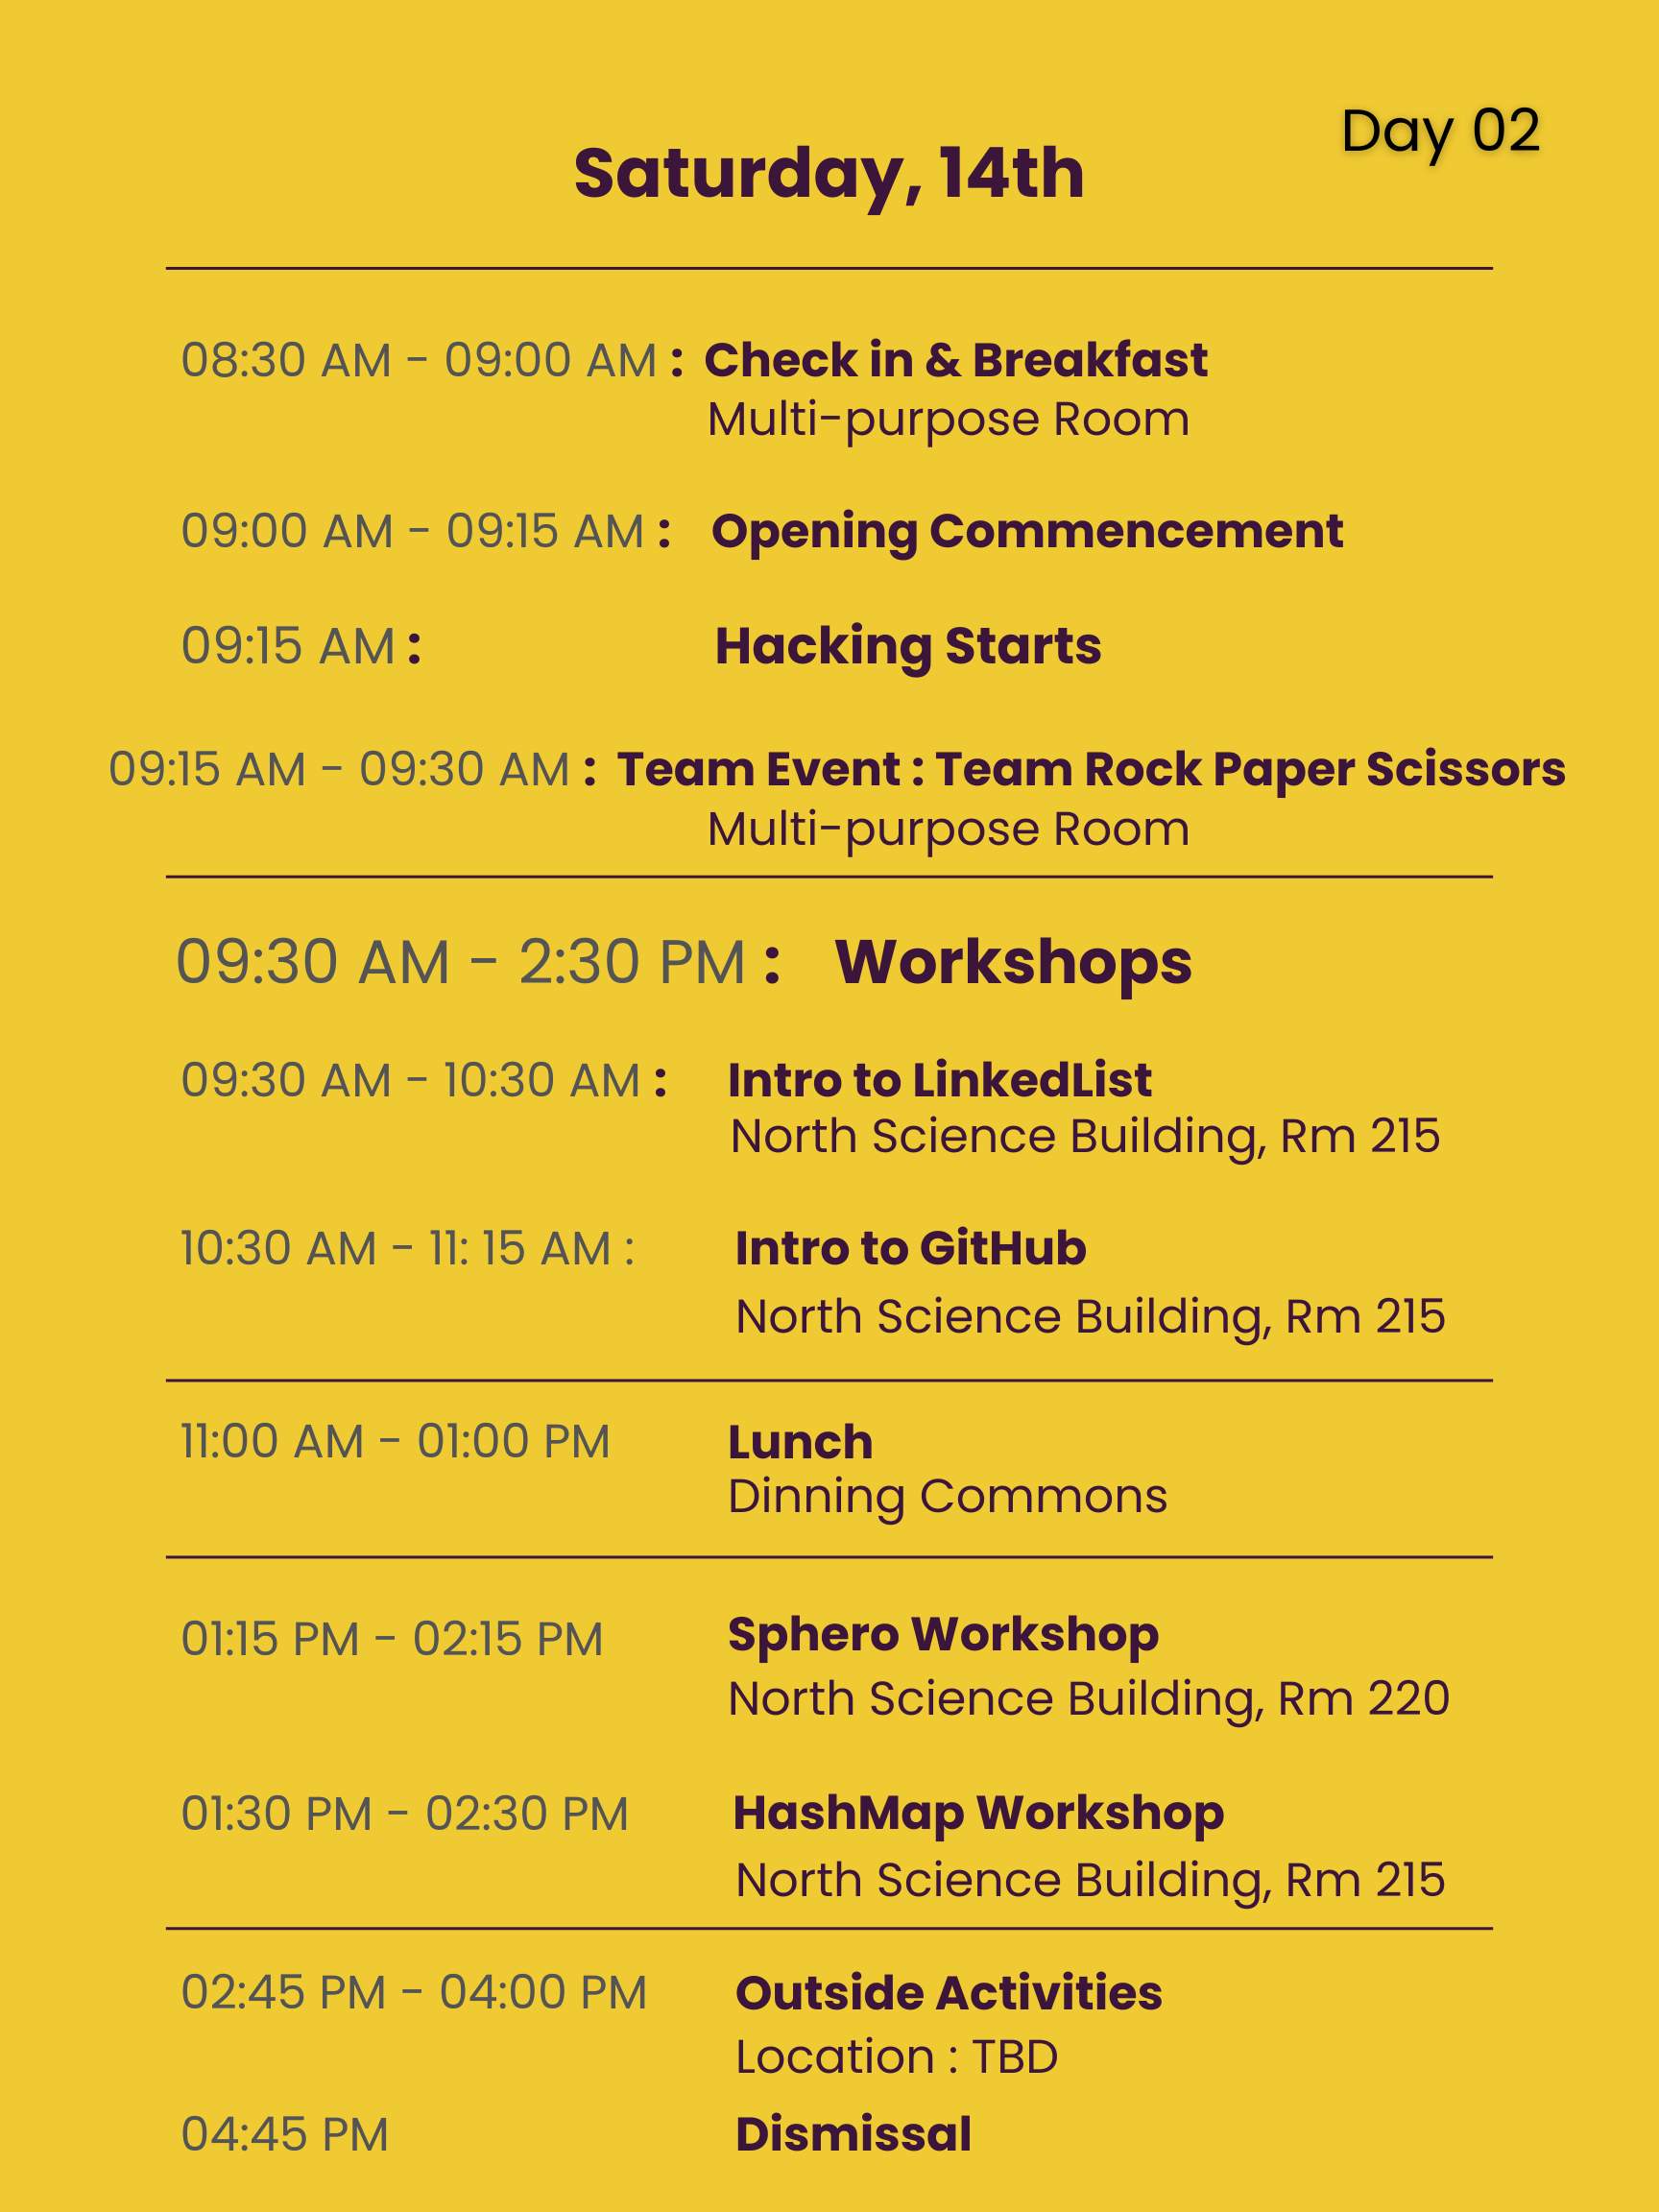 Day 02
Saturday, 14th
08:30 AM - 09:00 AM : Check in & Breakfast
Multi-purpose Room
09:00 AM - 09:15 AM : Opening Commencement
09:15 AM : Hacking Starts
09:15 AM - 09:30 AM : Team Event : Team Rock Paper Scissors
Multi-purpose Room
09:30 AM - 2:30 PM : Workshops
09:30 AM - 10:30 AM : Intro to LinkedList
North Science Building, Rm 215
10:30 AM - 11: 15 AM : Intro to GitHub
North Science Building, Rm 215
11:00 AM - 01:00 PM Lunch
Dinning Commons
01:15 PM - 02:15 PM Sphero Workshop
North Science Building, Rm 220
01:30 PM - 02:30 PM HashMap Workshop
North Science Building, Rm 215
02:45 PM - 04:00 PM Outside Activities
Location : TBD
04:45 PM Dismissal